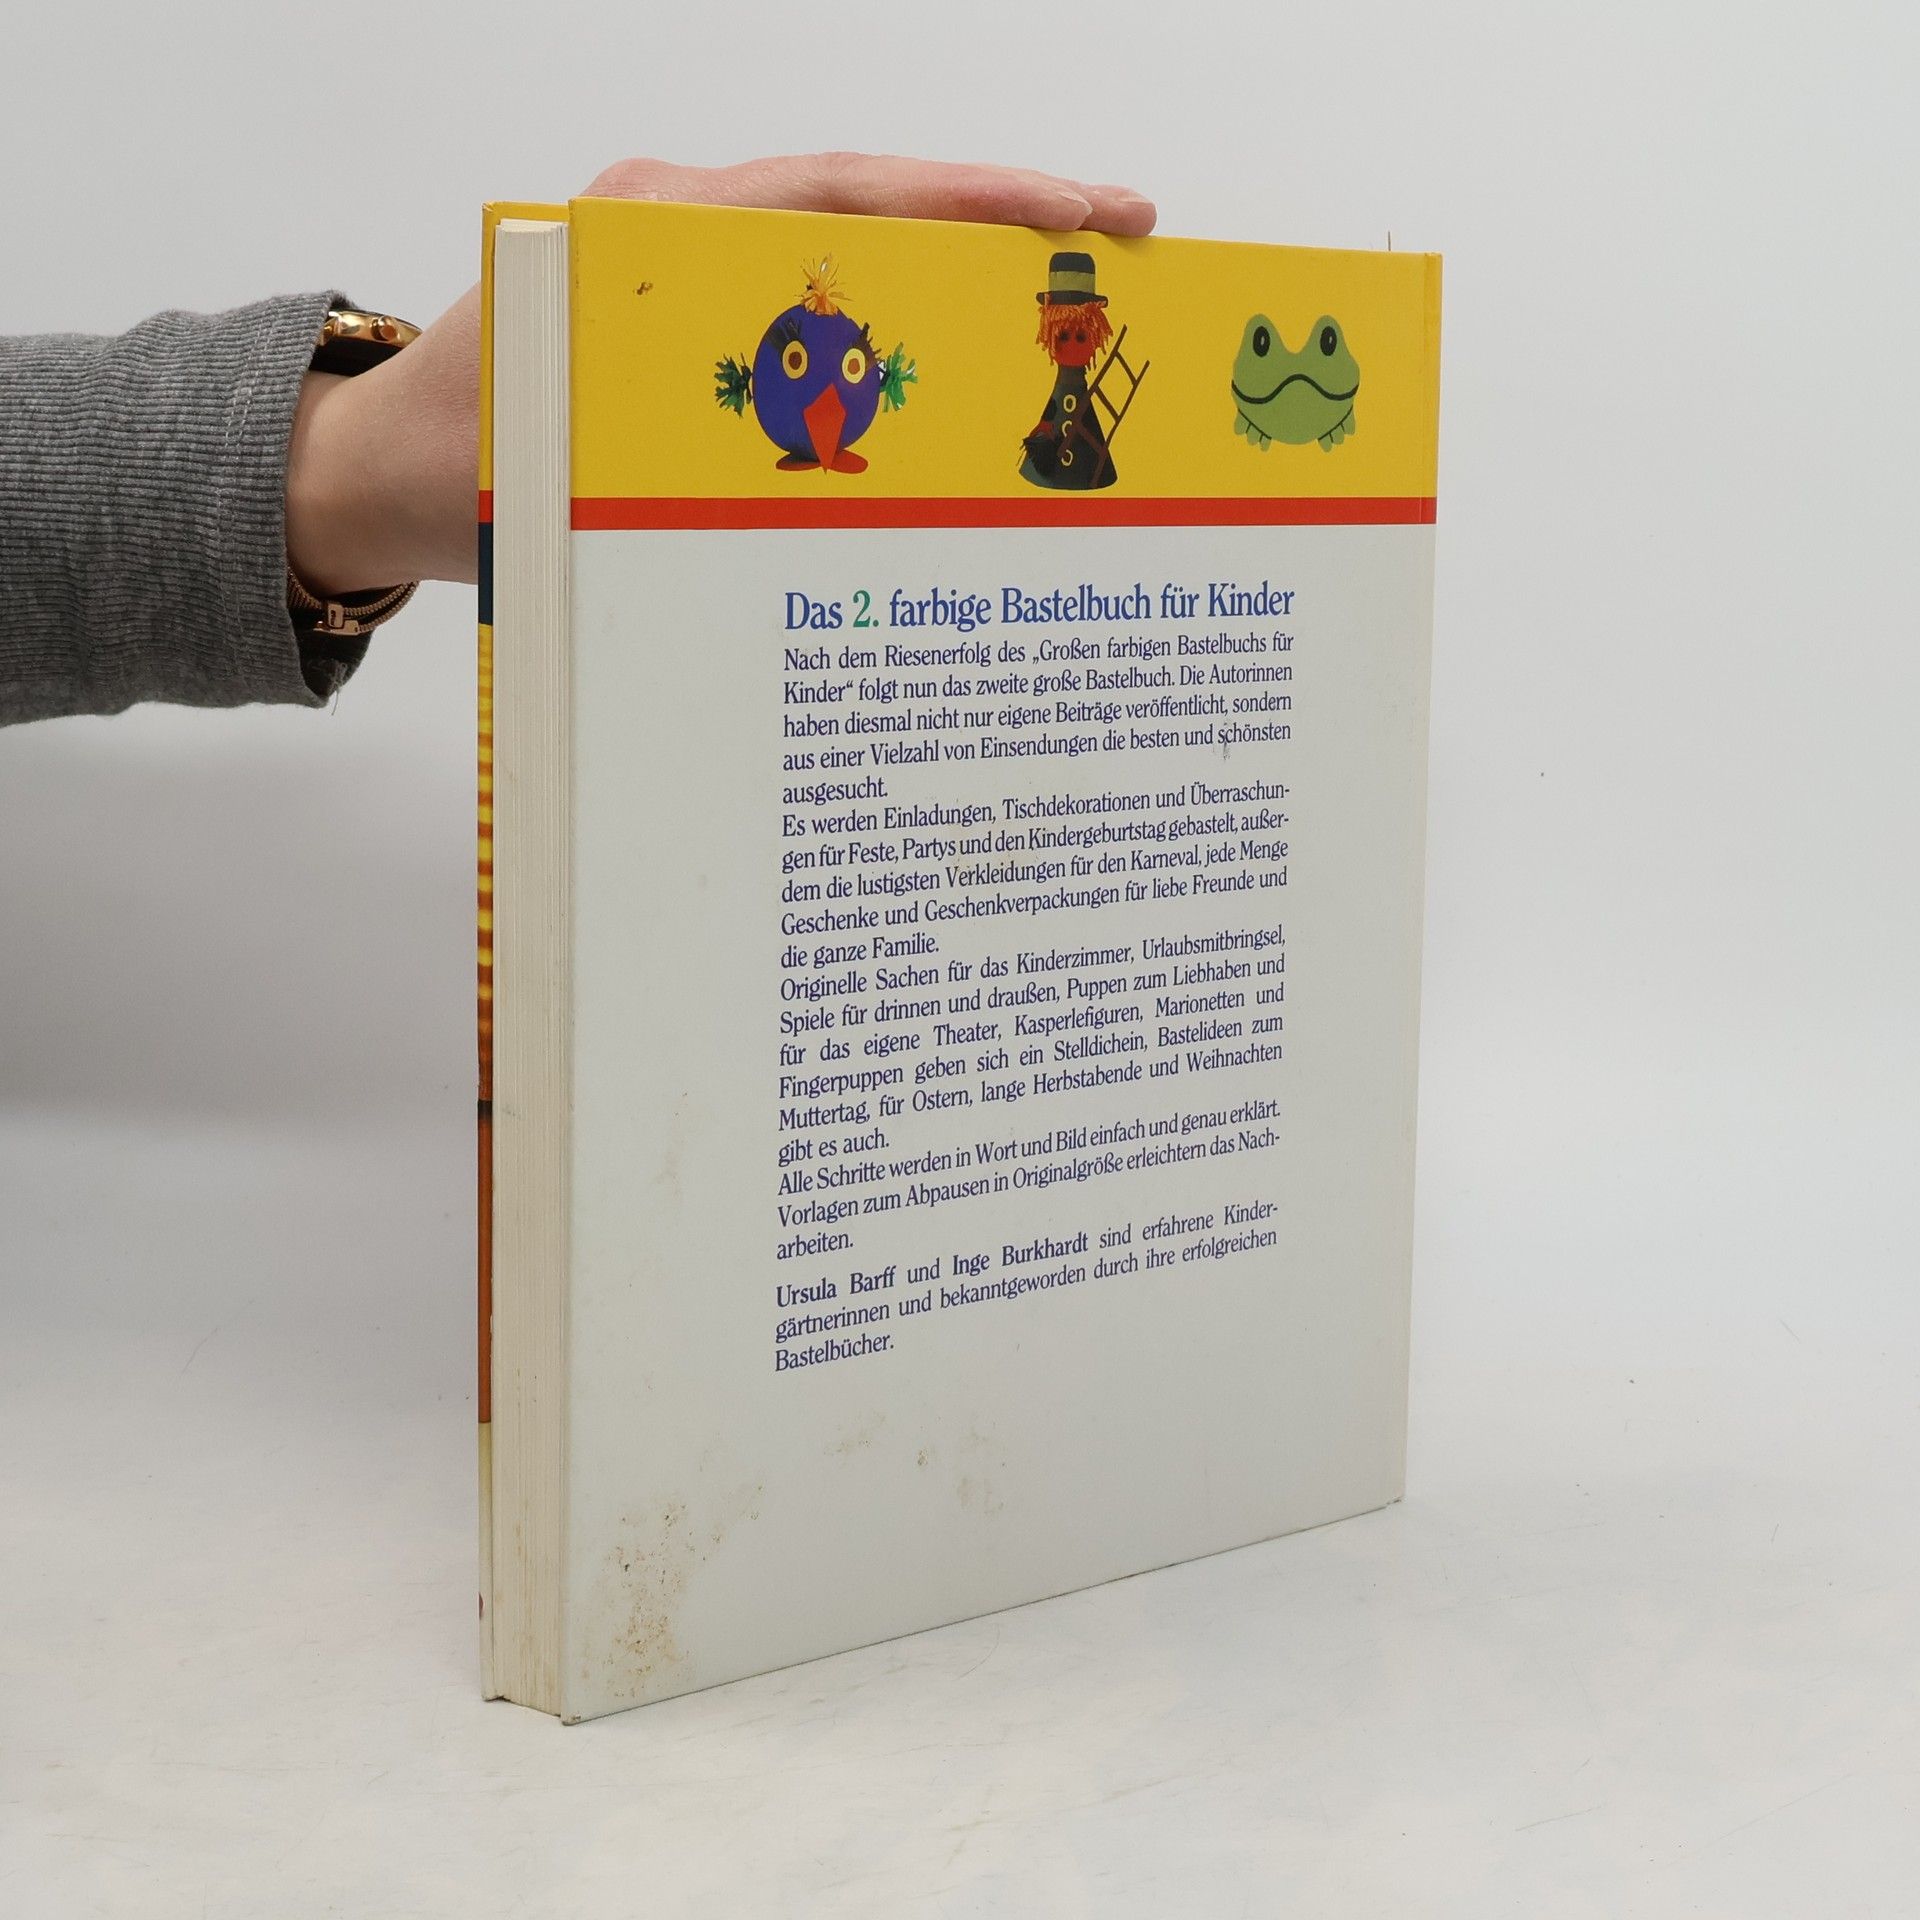 Das 2. farbige Bastelbuch für Kinder
Nach dem Riesenerfolg des „Großen farbigen Bastelbuchs für
Kinder“ folgt nun das zweite große Bastelbuch. Die Autorinnen
haben diesmal nicht nur eigene Beiträge veröffentlicht, sondern
aus einer Vielzahl von Einsendungen die besten und schönsten
ausgesucht.
Es werden Einladungen, Tischdekorationen und Überraschun-
gen für Feste, Partys und den Kindergeburtstag gebastelt, außer-
dem die lustigsten Verkleidungen für den Karneval, jede Menge
Geschenke und Geschenkverpackungen für liebe Freunde und
die ganze Familie.
Originelle Sachen für das Kinderzimmer, Urlaubsmitbringsel,
Spiele für drinnen und draußen, Puppen zum Liebhaben und
für das eigene Theater, Kasperlefiguren, Marionetten und
Fingerpuppen geben sich ein Stelldichein, Bastelideen zum
Muttertag, für Ostern, lange Herbstabende und Weihnachten
gibt es auch.
Alle Schritte werden in Wort und Bild einfach und genau erklärt.
Vorlagen zum Abpausen in Originalgröße erleichtern das Nach-
arbeiten.
Ursula Barff und Inge Burkhardt sind erfahrene Kinder-
gärtnerinnen und bekanntgeworden durch ihre erfolgreichen
Bastelbücher.